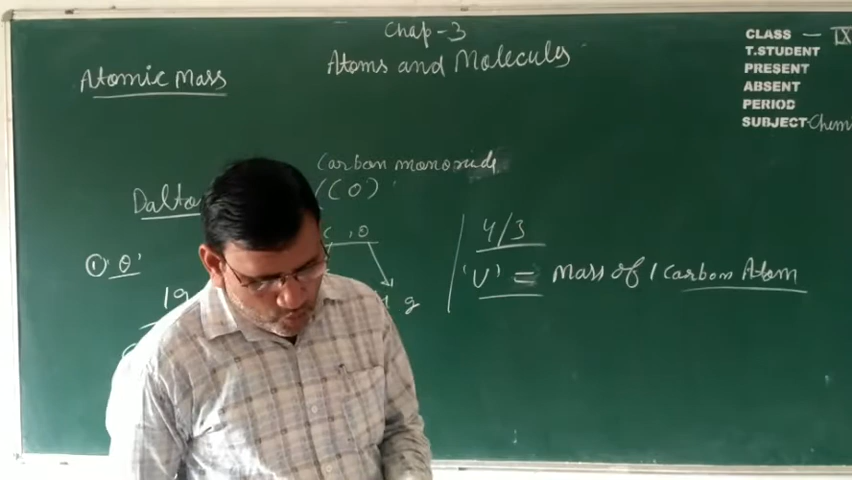 Chap-3
Atoms and Molecules
Atomic Mass
CLASS — IX
T.STUDENT
PRESENT
ABSENT
PERIOD
SUBJECT-Chem
Carbon monoxide
(CO)
C , O
① 'O'
1g
g
4/3
'U' = Mass of 1 Carbon Atom